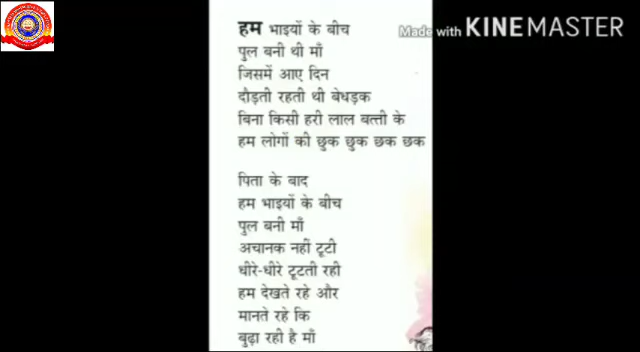 Made with KINEMASTER
हम भाइयों के बीच
पुल बनी थी माँ
जिसमें आए दिन
दौड़ती रहती थी बेधड़क
बिना किसी हरी लाल बत्ती के
हम लोगों की छुक छुक छक छक
पिता के बाद
हम भाइयों के बीच
पुल बनी माँ
अचानक नहीं टूटी
धीरे-धीरे टूटती रही
हम देखते रहे और
मानते रहे कि
बुढ़ा रही है माँ